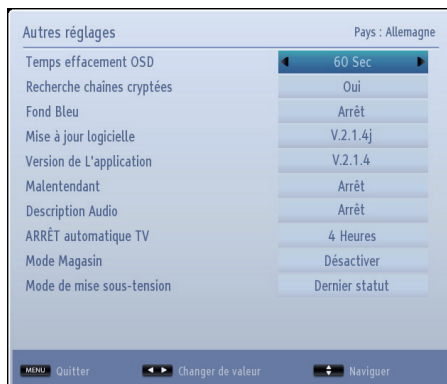 Autres réglages Pays : Allemagne
Temps effacement OSD 60 Sec
Recherche chaînes cryptées Oui
Fond Bleu Arrêt
Mise à jour logicielle V.2.1.4j
Version de L'application V.2.1.4
Malentendant Arrêt
Description Audio Arrêt
ARRÊT automatique TV 4 Heures
Mode Magasin Désactiver
Mode de mise sous-tension Dernier statut
MENU Quitter Changer de valeur Naviguer